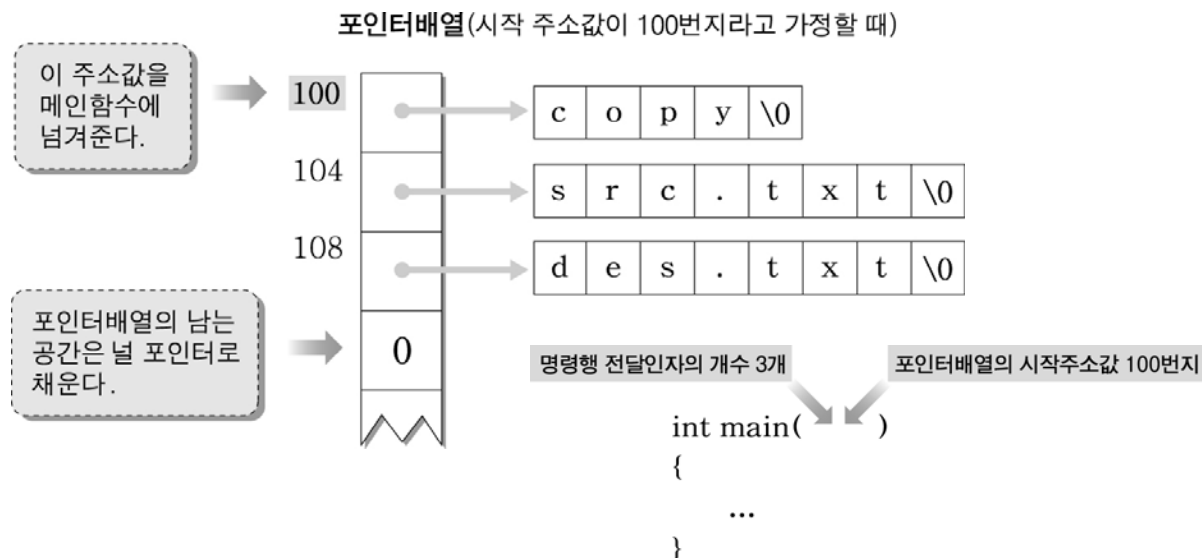 포인터배열(시작 주소값이 100번지라고 가정할 때)
이 주소값을
메인함수에
넘겨준다.
100
c o p y \0
104
s r c . t x t \0
108
d e s . t x t \0
포인터배열의 남는
공간은 널 포인터로
채운다.
0
명령행 전달인자의 개수 3개
포인터배열의 시작주소값 100번지
int main( )
{
...
}